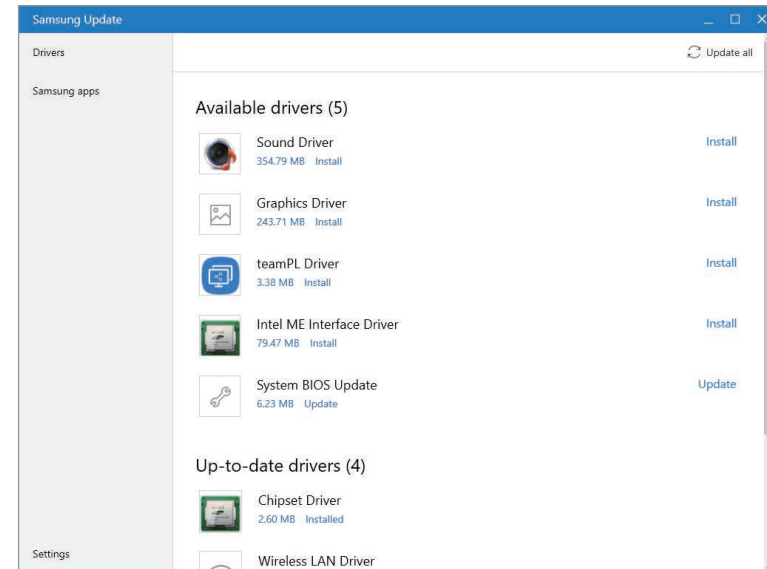 Samsung Update
Drivers
Update all
Samsung apps
Available drivers (5)
Sound Driver
Install
354.79 MB Install
Graphics Driver
Install
243.71 MB Install
teamPL Driver
Install
3.38 MB Install
Intel ME Interface Driver
Install
79.47 MB Install
System BIOS Update
Update
6.23 MB Update
Up-to-date drivers (4)
Chipset Driver
2.60 MB Installed
Settings
Wireless LAN Driver